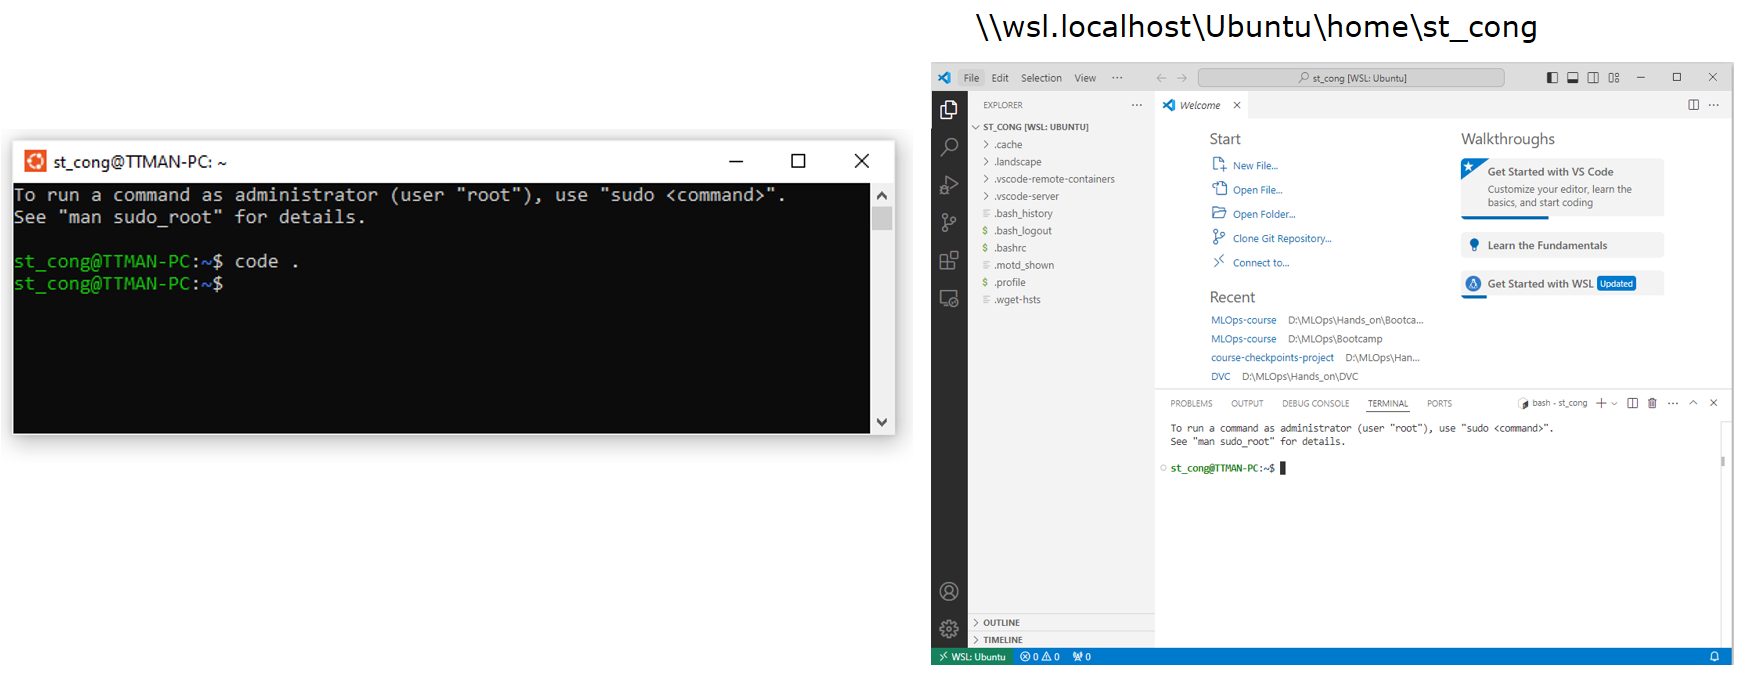 \\wsl.localhost\Ubuntu\home\st_cong
st_cong@TTMAN-PC: ~
To run a command as administrator (user "root"), use "sudo <command>".
See "man sudo_root" for details.
st_cong@TTMAN-PC:~$ code .
st_cong@TTMAN-PC:~$
File Edit Selection View ··· st_cong [WSL: Ubuntu]
EXPLORER ···
ST_CONG [WSL: UBUNTU]
.cache
.landscape
.vscode-remote-containers
.vscode-server
.bash_history
$ .bash_logout
$ .bashrc
.motd_shown
$ .profile
.wget-hsts
OUTLINE
TIMELINE
Welcome
Start
New File...
Open File...
Open Folder...
Clone Git Repository...
Connect to...
Recent
MLOps-course D:\MLOps\Hands_on\Bootca...
MLOps-course D:\MLOps\Bootcamp
course-checkpoints-project D:\MLOps\Han...
DVC D:\MLOps\Hands_on\DVC
Walkthroughs
Get Started with VS Code
Customize your editor, learn the
basics, and start coding
Learn the Fundamentals
Get Started with WSL Updated
PROBLEMS OUTPUT DEBUG CONSOLE TERMINAL PORTS bash - st_cong
To run a command as administrator (user "root"), use "sudo <command>".
See "man sudo_root" for details.
st_cong@TTMAN-PC:~$
WSL: Ubuntu 0 0 0